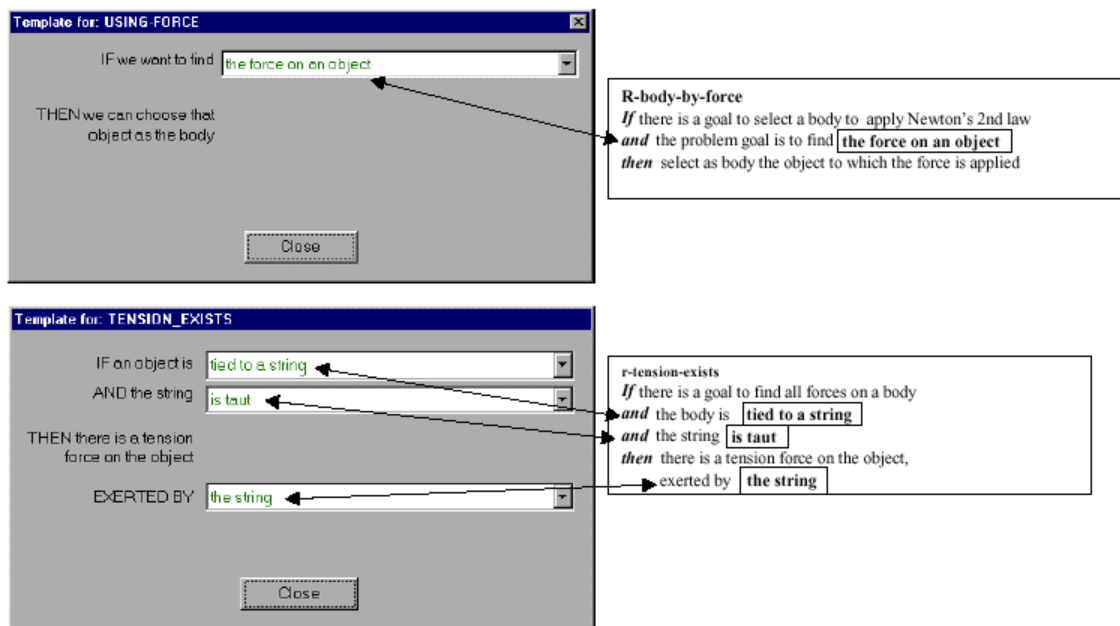 Template for: USING-FORCE
IF we want to find the force on an object
THEN we can choose that
object as the body
Close
R-body-by-force
If there is a goal to select a body to apply Newton's 2nd law
and the problem goal is to find the force on an object
then select as body the object to which the force is applied
Template for: TENSION_EXISTS
IF an object is tied to a string
AND the string is taut
THEN there is a tension
force on the object
EXERTED BY the string
Close
r-tension-exists
If there is a goal to find all forces on a body
and the body is tied to a string
and the string is taut
then there is a tension force on the object,
exerted by the string